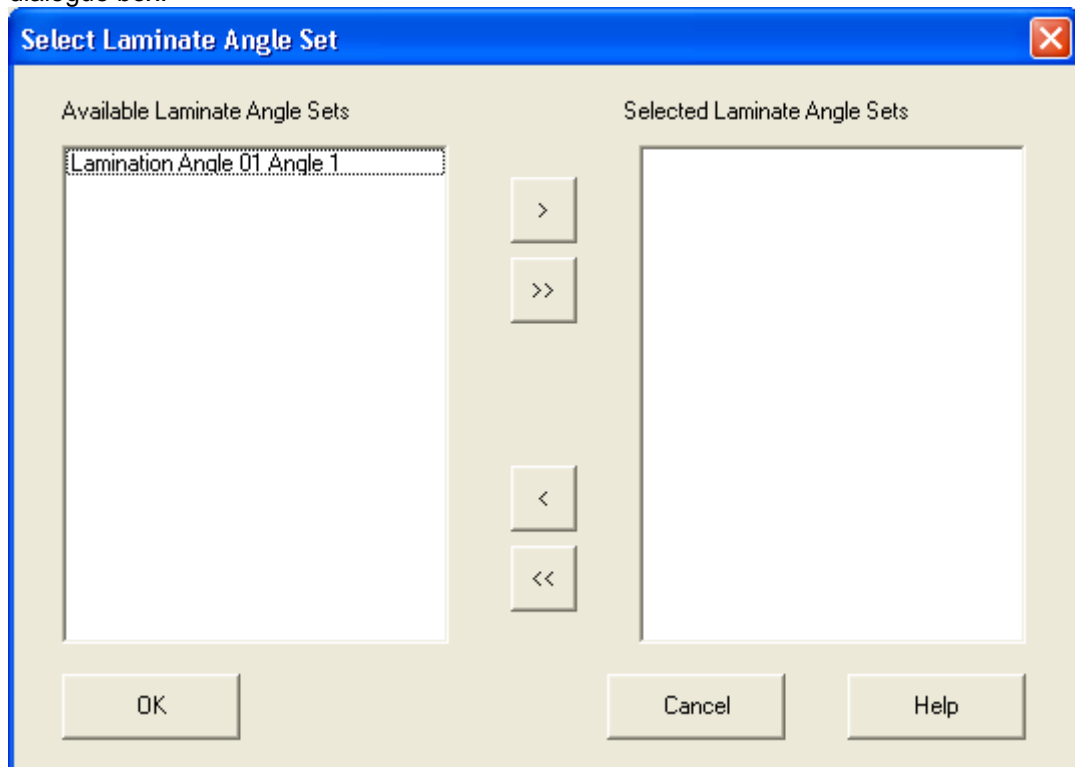 Select Laminate Angle Set
Available Laminate Angle Sets
Selected Laminate Angle Sets
Lamination Angle 01 Angle 1
>
>>
<
<<
OK
Cancel
Help